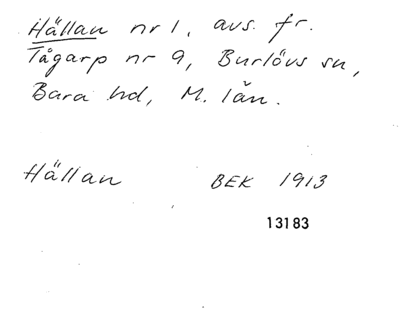 Hällan nr 1, avs. fr.
Tågarp nr 9, Burlövs sn,
Bara hd, M. län.
Hällan BEK 1913
13183